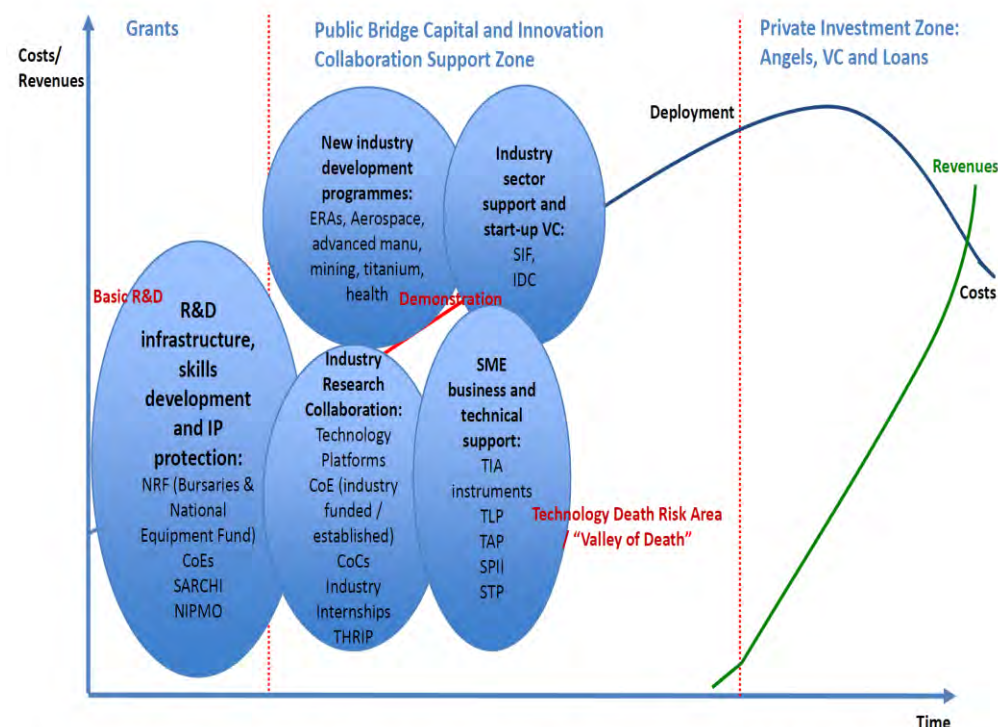 Grants
Public Bridge Capital and Innovation
Collaboration Support Zone
Private Investment Zone:
Angels, VC and Loans
Costs/
Revenues
New industry
development
programmes:
ERAs, Aerospace,
advanced manu,
mining, titanium,
health
Industry
sector
support and
start-up VC:
SIF,
IDC
Deployment
Revenues
Costs
Basic R&D
Demonstration
R&D
infrastructure,
skills
development
and IP
protection:
NRF (Bursaries &
National
Equipment Fund)
CoEs
SARCHI
NIPMO
Industry
Research
Collaboration:
Technology
Platforms
CoE (industry
funded /
established)
CoCs
Industry
Internships
THRIP
SME
business and
technical
support:
TIA
instruments
TLP
TAP
SPII
STP
Technology Death Risk Area
/ “Valley of Death”
Time